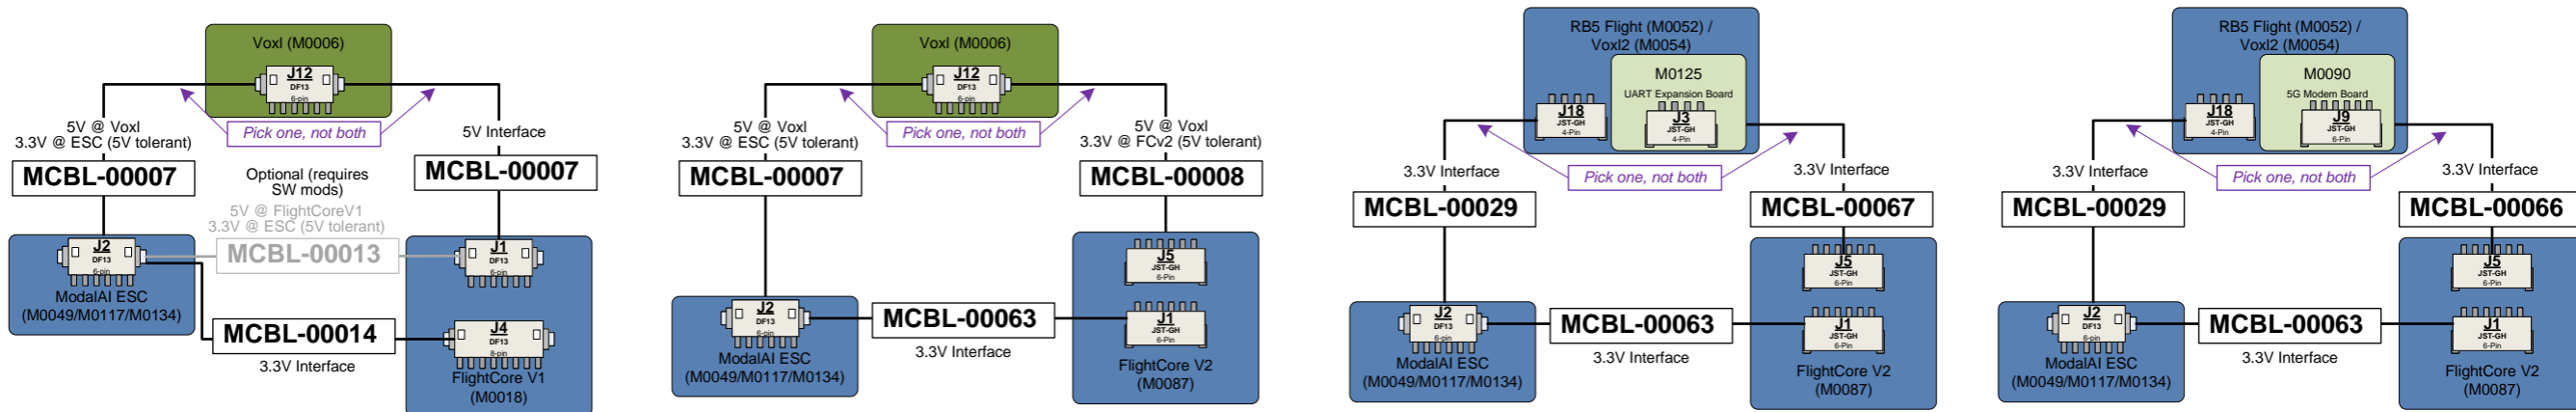 Voxl (M0006)
J12
DF13
6-pin
5V @ Voxl
3.3V @ ESC (5V tolerant)
Pick one, not both
5V Interface
MCBL-00007
MCBL-00007
Optional (requires
SW mods)
5V @ FlightCoreV1
3.3V @ ESC (5V tolerant)
MCBL-00013
J2
DF13
6-pin
J1
DF13
6-pin
ModalAI ESC
(M0049/M0117/M0134)
MCBL-00014
3.3V Interface
J4
DF13
8-pin
FlightCore V1
(M0018)
Voxl (M0006)
J12
DF13
6-pin
5V @ Voxl
3.3V @ ESC (5V tolerant)
Pick one, not both
5V @ Voxl
3.3V @ FCv2 (5V tolerant)
MCBL-00007
MCBL-00008
J5
JST-GH
6-Pin
J2
DF13
6-pin
MCBL-00063
3.3V Interface
J1
JST-GH
6-Pin
ModalAI ESC
(M0049/M0117/M0134)
FlightCore V2
(M0087)
RB5 Flight (M0052) /
Voxl2 (M0054)
M0125
UART Expansion Board
J18
JST-GH
4-Pin
J3
JST-GH
4-Pin
3.3V Interface
Pick one, not both
3.3V Interface
MCBL-00029
MCBL-00067
J5
JST-GH
6-Pin
J2
DF13
6-pin
MCBL-00063
3.3V Interface
J1
JST-GH
6-Pin
ModalAI ESC
(M0049/M0117/M0134)
FlightCore V2
(M0087)
RB5 Flight (M0052) /
Voxl2 (M0054)
M0090
5G Modem Board
J18
JST-GH
4-Pin
J9
JST-GH
6-Pin
3.3V Interface
Pick one, not both
3.3V Interface
MCBL-00029
MCBL-00066
J5
JST-GH
6-Pin
J2
DF13
6-pin
MCBL-00063
3.3V Interface
J1
JST-GH
6-Pin
ModalAI ESC
(M0049/M0117/M0134)
FlightCore V2
(M0087)